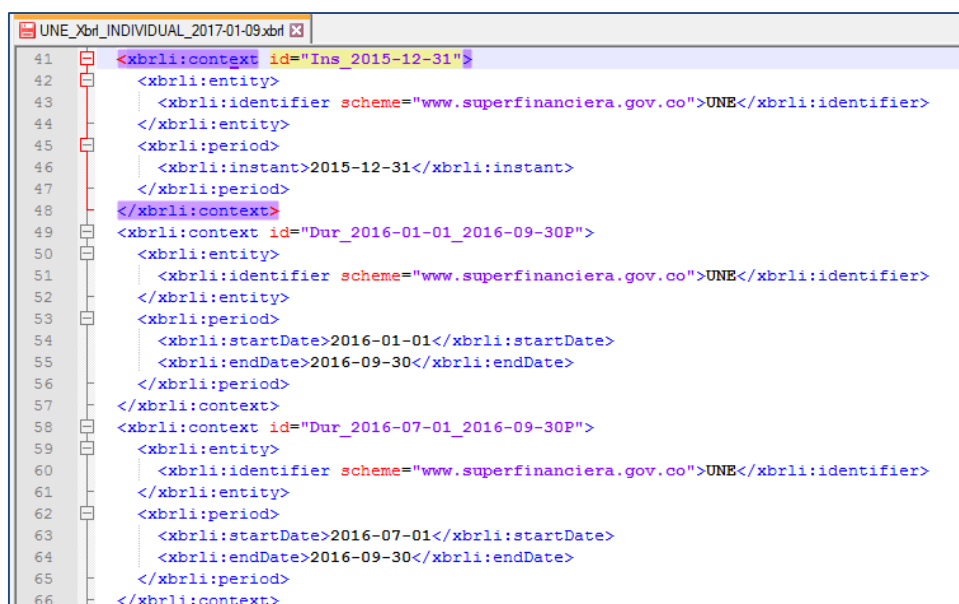 UNE_Xbrl_INDIVIDUAL_2017-01-09.xbrl
41 <xbrli:context id="Ins_2015-12-31">
42 <xbrli:entity>
43 <xbrli:identifier scheme="www.superfinanciera.gov.co">UNE</xbrli:identifier>
44 </xbrli:entity>
45 <xbrli:period>
46 <xbrli:instant>2015-12-31</xbrli:instant>
47 </xbrli:period>
48 </xbrli:context>
49 <xbrli:context id="Dur_2016-01-01_2016-09-30P">
50 <xbrli:entity>
51 <xbrli:identifier scheme="www.superfinanciera.gov.co">UNE</xbrli:identifier>
52 </xbrli:entity>
53 <xbrli:period>
54 <xbrli:startDate>2016-01-01</xbrli:startDate>
55 <xbrli:endDate>2016-09-30</xbrli:endDate>
56 </xbrli:period>
57 </xbrli:context>
58 <xbrli:context id="Dur_2016-07-01_2016-09-30P">
59 <xbrli:entity>
60 <xbrli:identifier scheme="www.superfinanciera.gov.co">UNE</xbrli:identifier>
61 </xbrli:entity>
62 <xbrli:period>
63 <xbrli:startDate>2016-07-01</xbrli:startDate>
64 <xbrli:endDate>2016-09-30</xbrli:endDate>
65 </xbrli:period>
66 </xbrli:context>